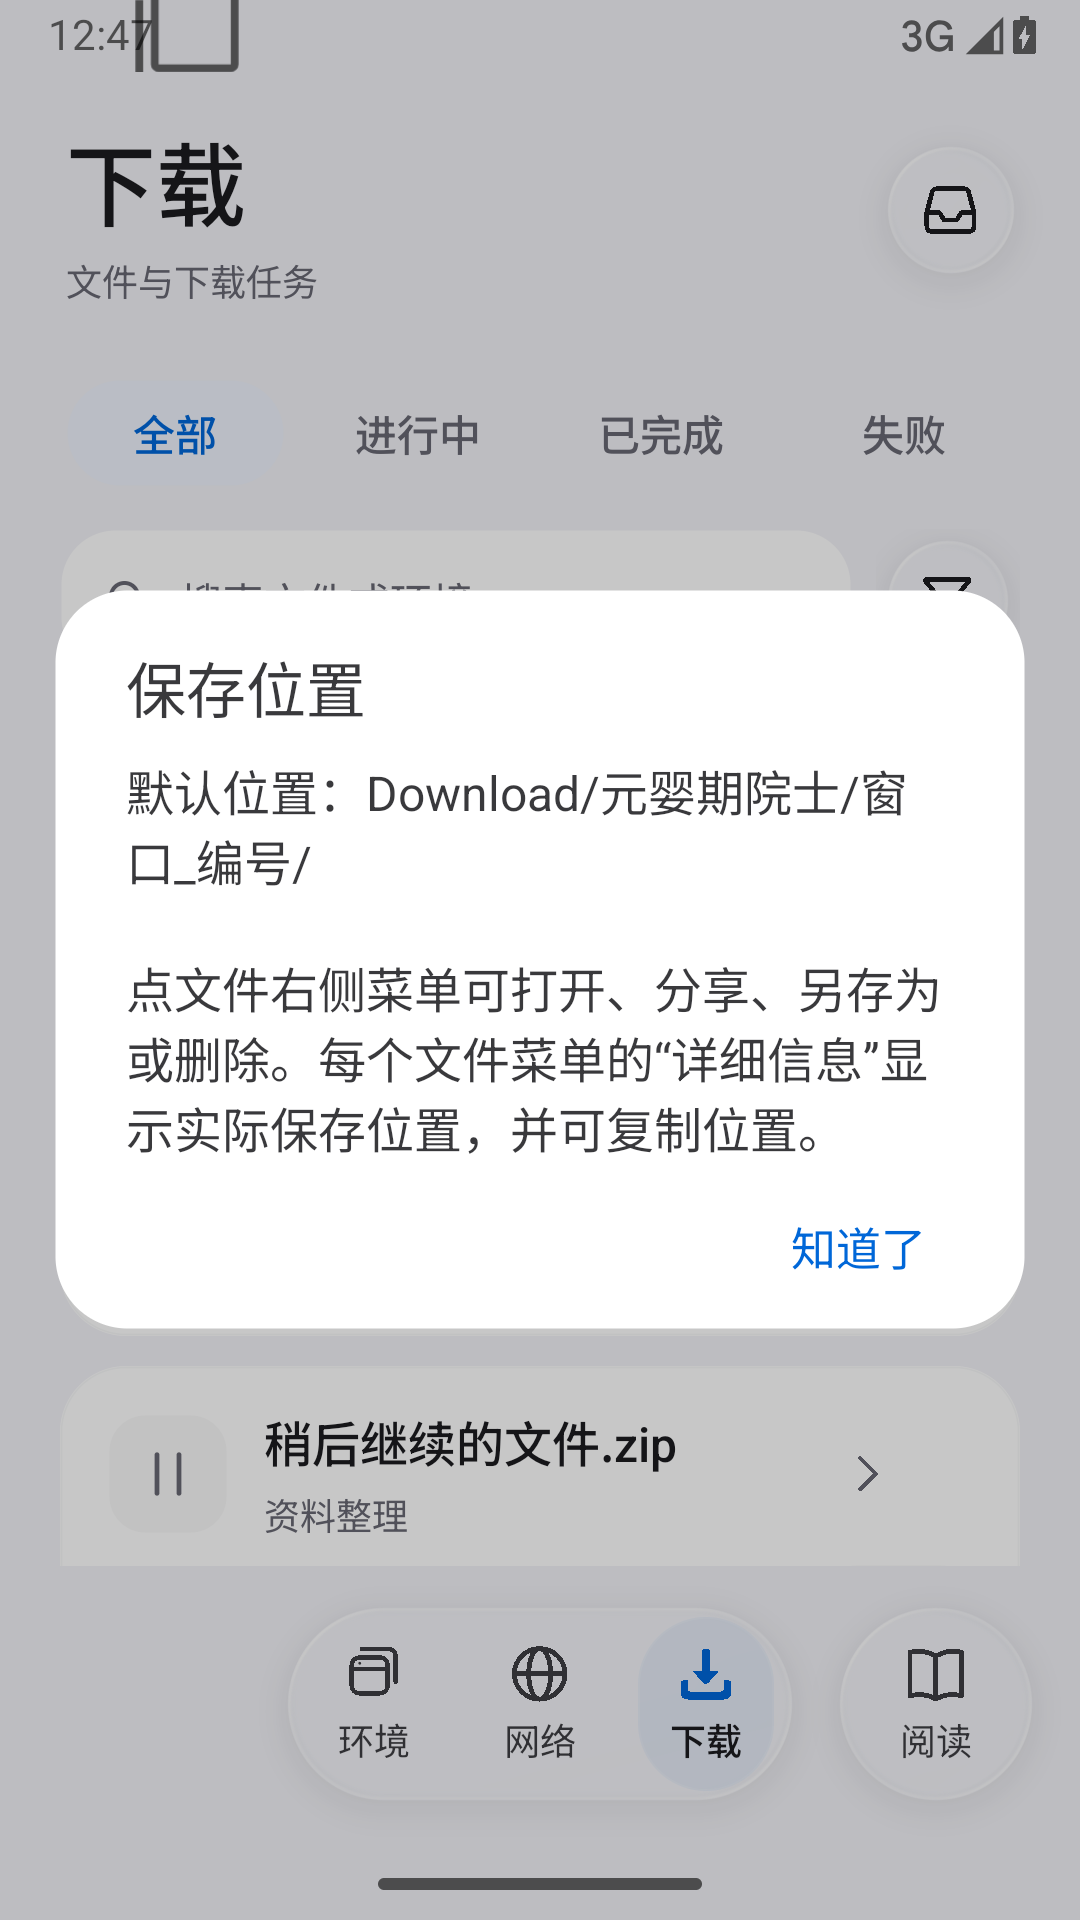 12:47
3G
下载
文件与下载任务
全部
进行中
已完成
失败
保存位置
默认位置：Download/元婴期院士/窗
口_编号/
点文件右侧菜单可打开、分享、另存为
或删除。每个文件菜单的“详细信息”显
示实际保存位置，并可复制位置。
知道了
稍后继续的文件.zip
资料整理
环境
网络
下载
阅读